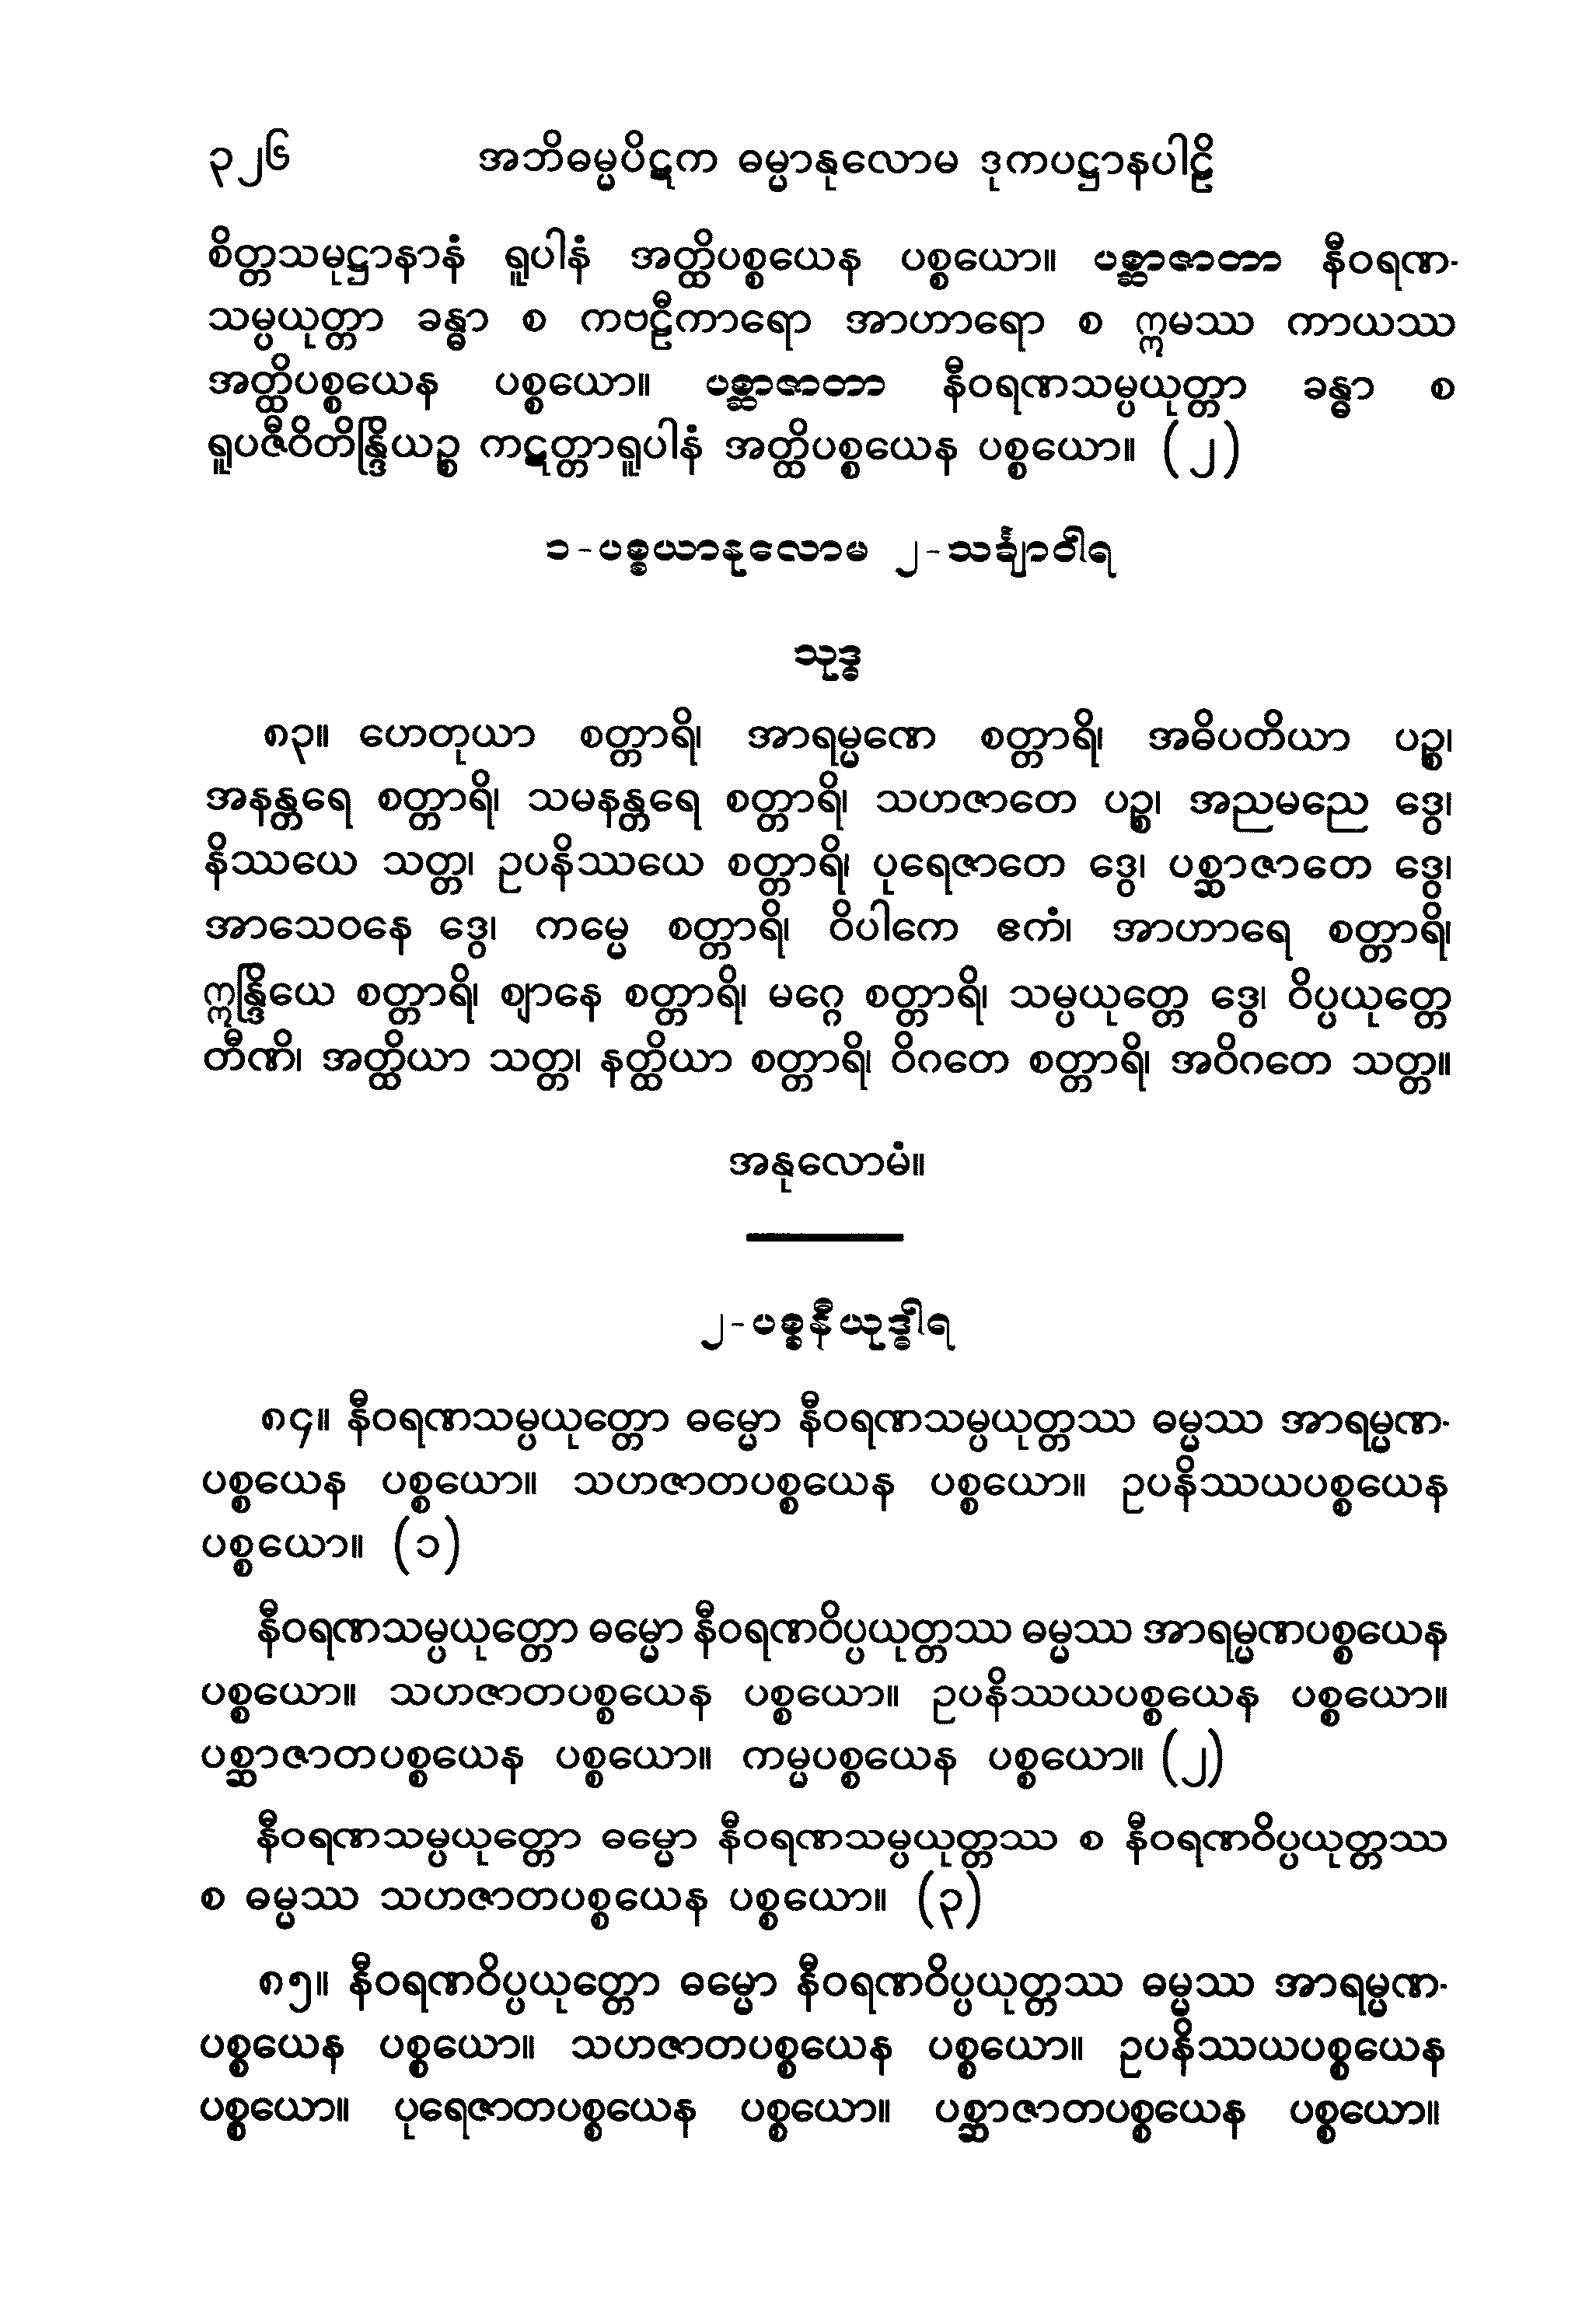 ၃၂၆ အဘိဓမ္မပိဋက ဓမ္မာနုလောမ ဒုကပဋ္ဌာနပါဠိ
စိတ္တသမုဋ္ဌာနာနံ ရူပါနံ အတ္ထိပစ္စယေန ပစ္စယော။ ပစ္ဆာဇာတာ နီဝရဏ-
သမ္ပယုတ္တာ ခန္ဓာ စ ကဗဠီကာရော အာဟာရော စ ဣမဿ ကာယဿ
အတ္ထိပစ္စယေန ပစ္စယော။ ပစ္ဆာဇာတာ နီဝရဏသမ္ပယုတ္တာ ခန္ဓာ စ
ရူပဇီဝိတိန္ဒြိယဉ္စ ကဋတ္တာရူပါနံ အတ္ထိပစ္စယေန ပစ္စယော။ (၂)
၁-ပစ္စယာနုလောမ ၂-သင်္ချာဝါရ
သုဒ္ဓ
၈၃။ ဟေတုယာ စတ္တာရိ၊ အာရမ္မဏေ စတ္တာရိ၊ အဓိပတိယာ ပဉ္စ၊
အနန္တရေ စတ္တာရိ၊ သမနန္တရေ စတ္တာရိ၊ သဟဇာတေ ပဉ္စ၊ အညမညေ ဒွေ၊
နိဿယေ သတ္တ၊ ဥပနိဿယေ စတ္တာရိ၊ ပုရေဇာတေ ဒွေ၊ ပစ္ဆာဇာတေ ဒွေ၊
အာသေဝနေ ဒွေ၊ ကမ္မေ စတ္တာရိ၊ ဝိပါကေ ဧကံ၊ အာဟာရေ စတ္တာရိ၊
ဣန္ဒြိယေ စတ္တာရိ၊ ဈာနေ စတ္တာရိ၊ မဂ္ဂေ စတ္တာရိ၊ သမ္ပယုတ္တေ ဒွေ၊ ဝိပ္ပယုတ္တေ
တီဏိ၊ အတ္ထိယာ သတ္တ၊ နတ္ထိယာ စတ္တာရိ၊ ဝိဂတေ စတ္တာရိ၊ အဝိဂတေ သတ္တ။
အနုလောမံ။
၂-ပစ္စနီယုဒ္ဓါရ
၈၄။ နီဝရဏသမ္ပယုတ္တော ဓမ္မော နီဝရဏသမ္ပယုတ္တဿ ဓမ္မဿ အာရမ္မဏ-
ပစ္စယေန ပစ္စယော။ သဟဇာတပစ္စယေန ပစ္စယော။ ဥပနိဿယပစ္စယေန
ပစ္စယော။ (၁)
နီဝရဏသမ္ပယုတ္တော ဓမ္မော နီဝရဏဝိပ္ပယုတ္တဿ ဓမ္မဿ အာရမ္မဏပစ္စယေန
ပစ္စယော။ သဟဇာတပစ္စယေန ပစ္စယော။ ဥပနိဿယပစ္စယေန ပစ္စယော။
ပစ္ဆာဇာတပစ္စယေန ပစ္စယော။ ကမ္မပစ္စယေန ပစ္စယော။ (၂)
နီဝရဏသမ္ပယုတ္တော ဓမ္မော နီဝရဏသမ္ပယုတ္တဿ စ နီဝရဏဝိပ္ပယုတ္တဿ
စ ဓမ္မဿ သဟဇာတပစ္စယေန ပစ္စယော။ (၃)
၈၅။ နီဝရဏဝိပ္ပယုတ္တော ဓမ္မော နီဝရဏဝိပ္ပယုတ္တဿ ဓမ္မဿ အာရမ္မဏ-
ပစ္စယေန ပစ္စယော။ သဟဇာတပစ္စယေန ပစ္စယော။ ဥပနိဿယပစ္စယေန
ပစ္စယော။ ပုရေဇာတပစ္စယေန ပစ္စယော။ ပစ္ဆာဇာတပစ္စယေန ပစ္စယော။